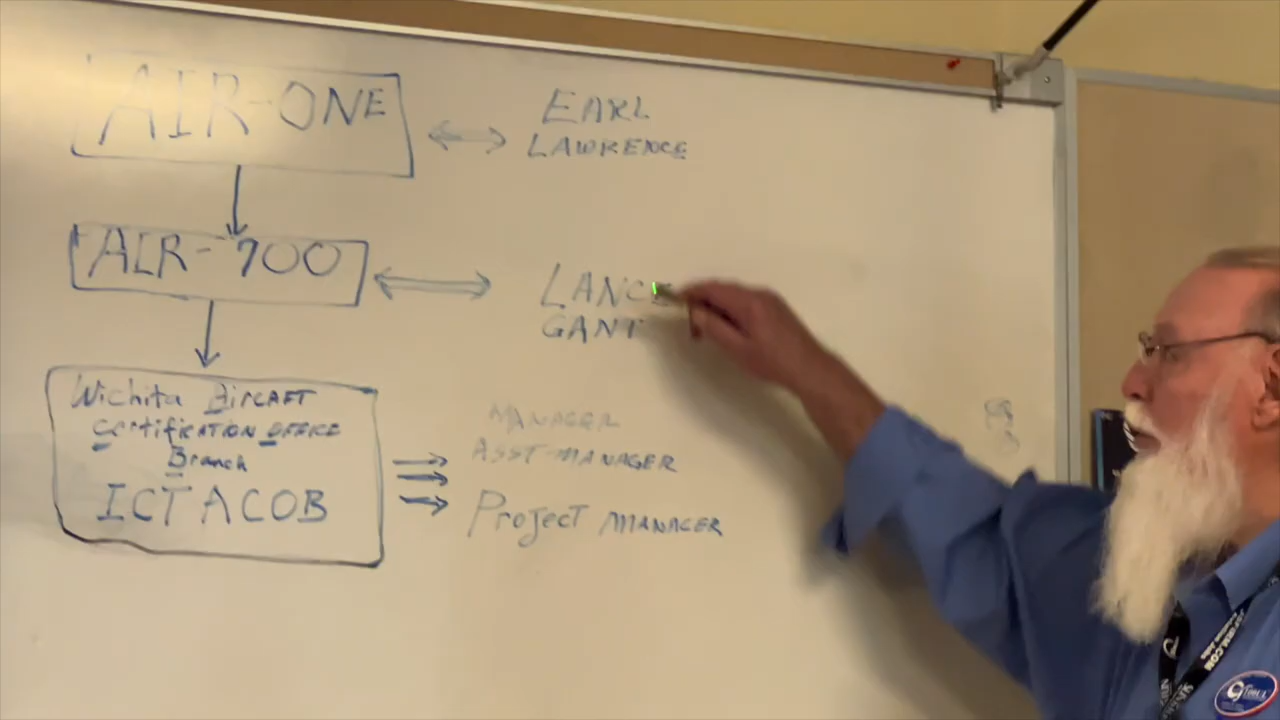 AIR-ONE
EARL
LAWRENCE
AIR-700
LANCE
GANT
Wichita AIRCAFT
Certification OFFICE
Branch
ICT ACOB
MANAGER
ASST MANAGER
Project MANAGER